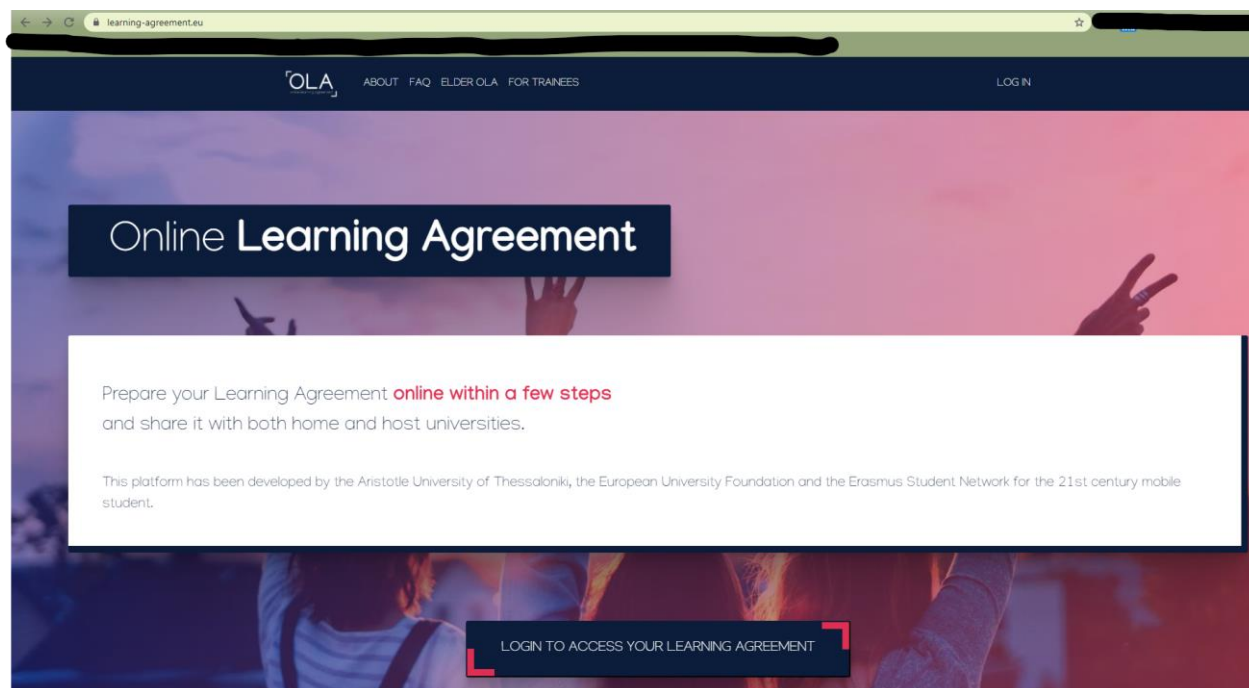 learning-agreement.eu
OLA
ABOUT FAQ ELDER OLA FOR TRAINEES
LOG IN
Online Learning Agreement
Prepare your Learning Agreement online within a few steps
and share it with both home and host universities.
This platform has been developed by the Aristotle University of Thessaloniki, the European University Foundation and the Erasmus Student Network for the 21st century mobile
student.
LOGIN TO ACCESS YOUR LEARNING AGREEMENT